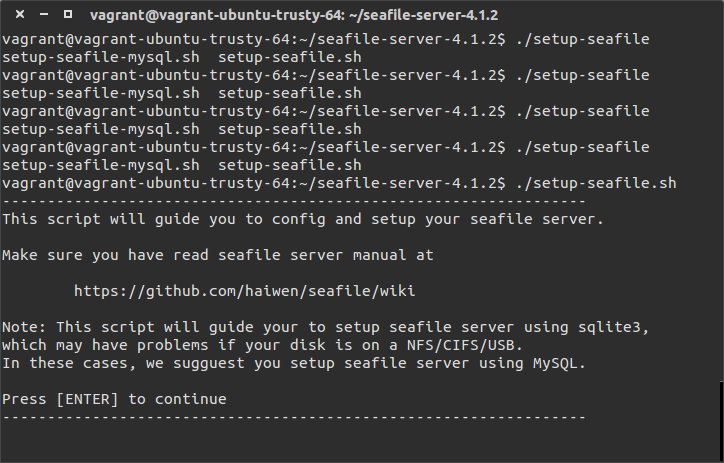 vagrant@vagrant-ubuntu-trusty-64: ~/seafile-server-4.1.2
vagrant@vagrant-ubuntu-trusty-64:~/seafile-server-4.1.2$ ./setup-seafile
setup-seafile-mysql.sh  setup-seafile.sh
vagrant@vagrant-ubuntu-trusty-64:~/seafile-server-4.1.2$ ./setup-seafile
setup-seafile-mysql.sh  setup-seafile.sh
vagrant@vagrant-ubuntu-trusty-64:~/seafile-server-4.1.2$ ./setup-seafile
setup-seafile-mysql.sh  setup-seafile.sh
vagrant@vagrant-ubuntu-trusty-64:~/seafile-server-4.1.2$ ./setup-seafile
setup-seafile-mysql.sh  setup-seafile.sh
vagrant@vagrant-ubuntu-trusty-64:~/seafile-server-4.1.2$ ./setup-seafile.sh
-----------------------------------------------------------------
This script will guide you to config and setup your seafile server.
Make sure you have read seafile server manual at
        https://github.com/haiwen/seafile/wiki
Note: This script will guide your to setup seafile server using sqlite3,
which may have problems if your disk is on a NFS/CIFS/USB.
In these cases, we sugguest you setup seafile server using MySQL.
Press [ENTER] to continue
-----------------------------------------------------------------